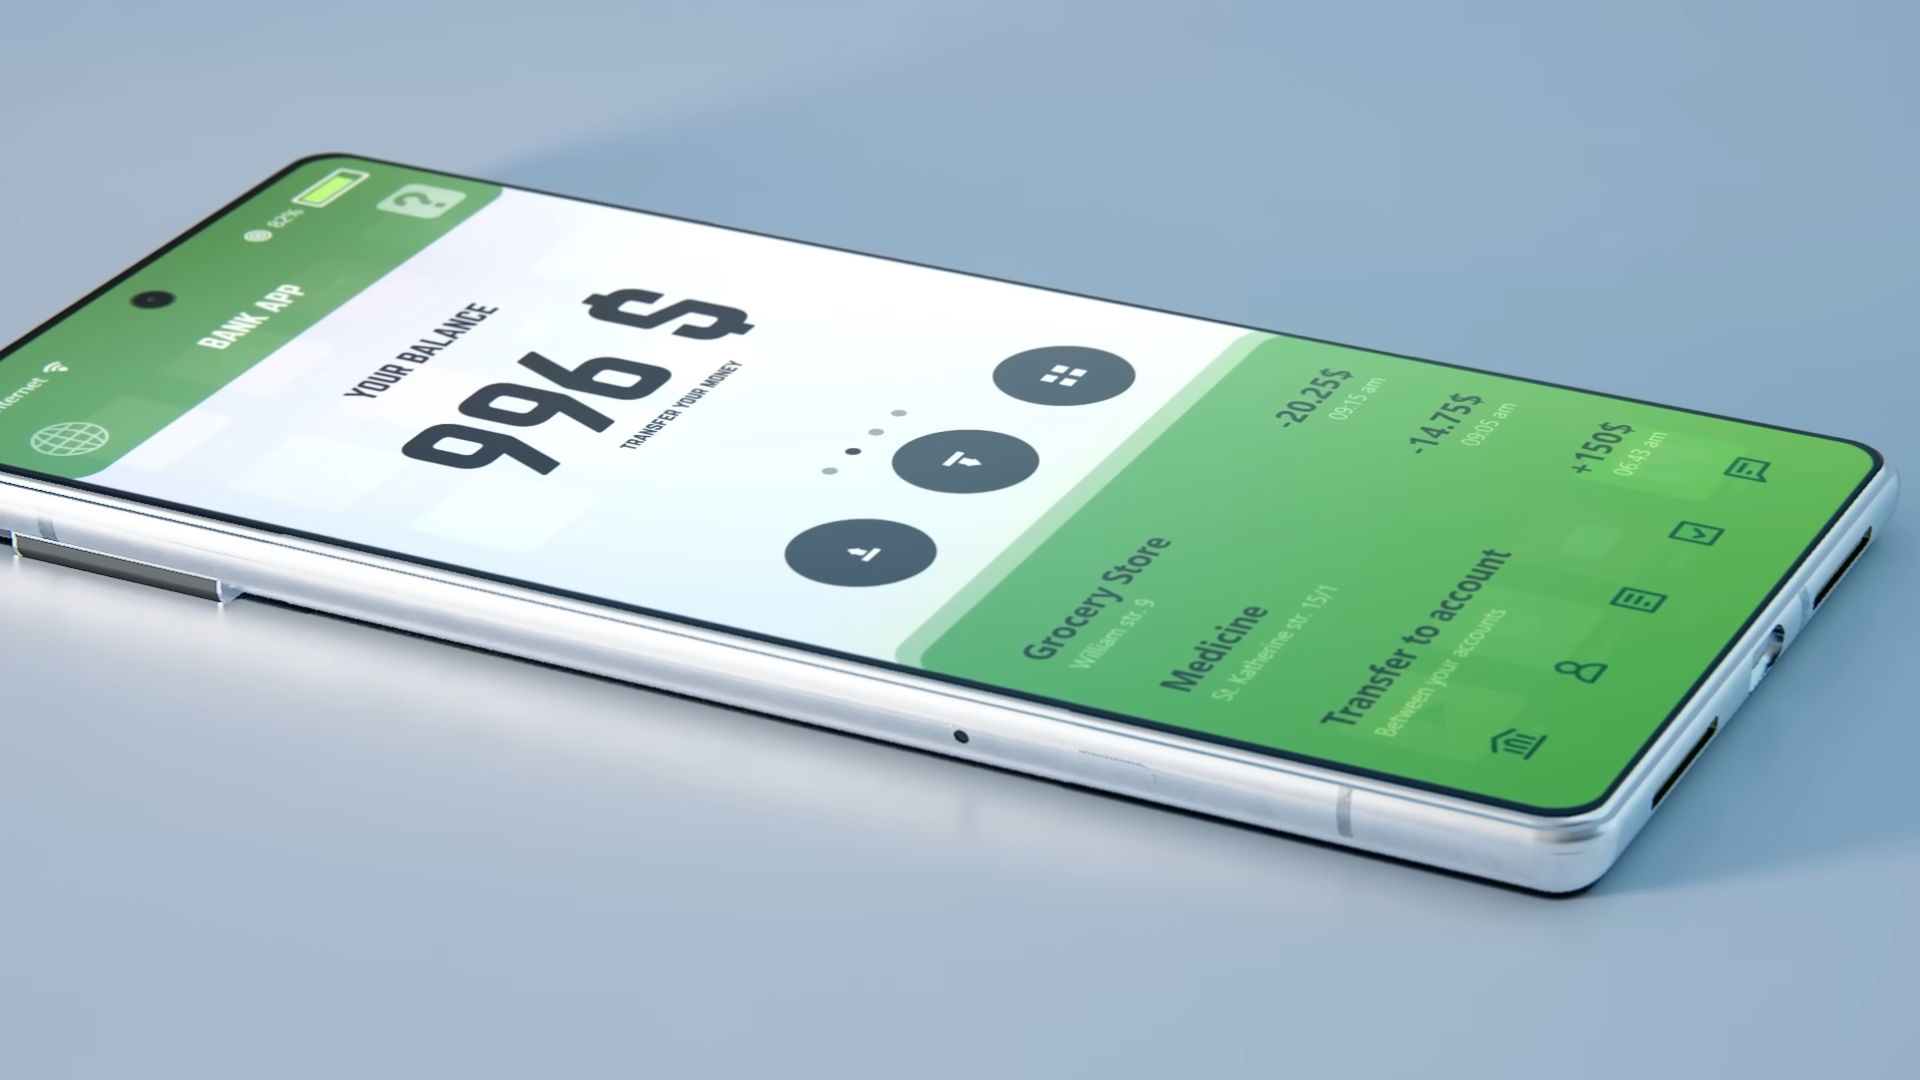 82%
BANK APP
YOUR BALANCE
996 $
TRANSFER YOUR MONEY
Grocery Store -20.25$
William str. 9 09:15 am
Medicine -14.75$
St. Katherine str. 15/1 09:05 am
Transfer to account +150$
Between your accounts 06:43 am